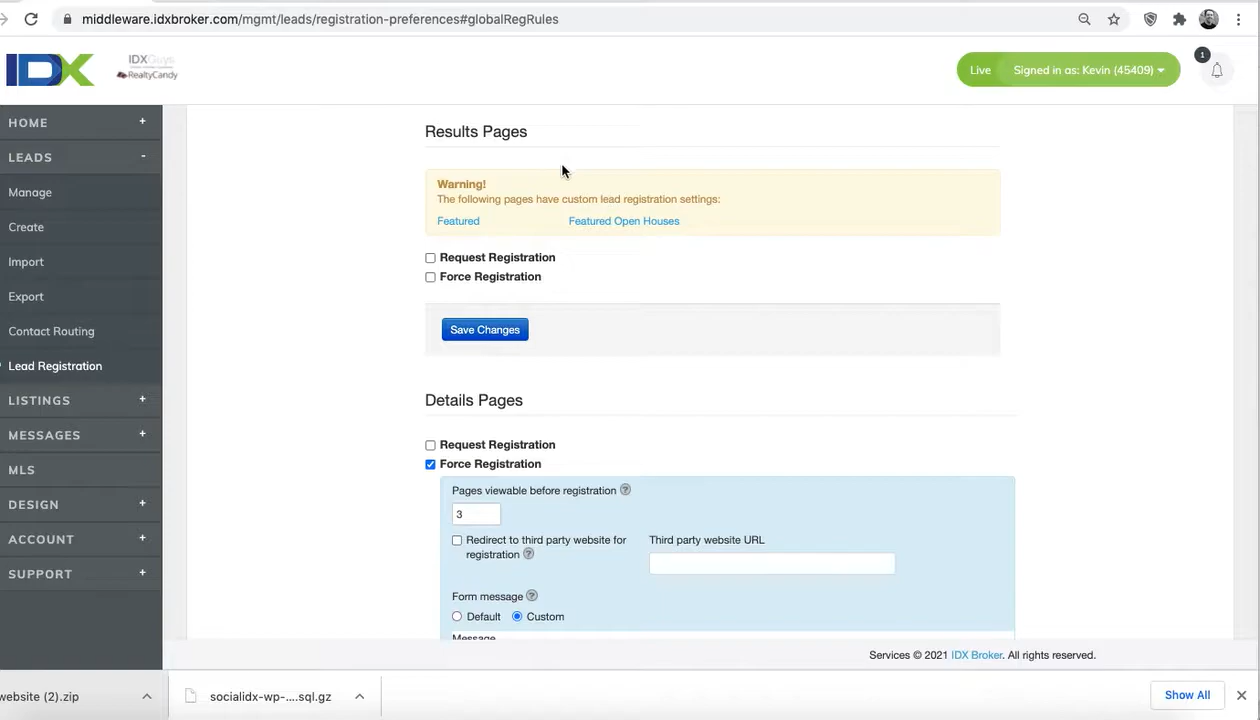 middleware.idxbroker.com/mgmt/leads/registration-preferences#globalRegRules
IDX
IDXGuys
RealtyCandy
Live Signed in as: Kevin (45409)
1
HOME +
LEADS -
Manage
Create
Import
Export
Contact Routing
Lead Registration
LISTINGS +
MESSAGES +
MLS
DESIGN +
ACCOUNT +
SUPPORT +
Results Pages
Warning!
The following pages have custom lead registration settings:
Featured Featured Open Houses
Request Registration
Force Registration
Save Changes
Details Pages
Request Registration
Force Registration
Pages viewable before registration ?
3
Redirect to third party website for
registration ?
Third party website URL
Form message ?
Default Custom
Message
Services © 2021 IDX Broker. All rights reserved.
website (2).zip
socialidx-wp-....sql.gz
Show All